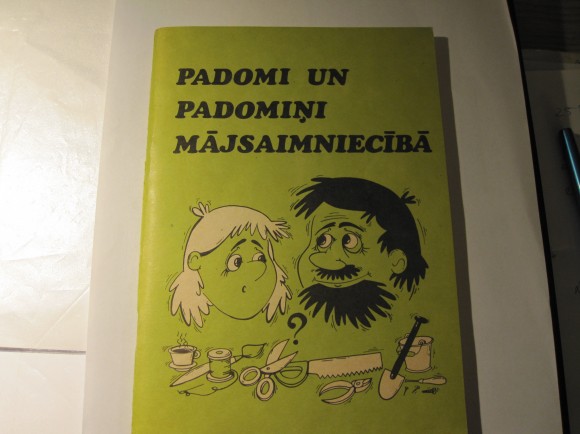 PADOMI UN
PADOMIŅI
MĀJSAIMNIECĪBĀ
?